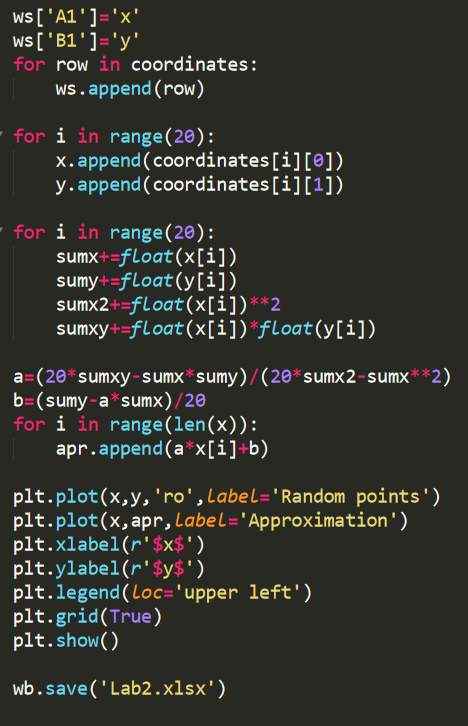 ws['A1']='x'
ws['B1']='y'
for row in coordinates:
    ws.append(row)

for i in range(20):
    x.append(coordinates[i][0])
    y.append(coordinates[i][1])

for i in range(20):
    sumx+=float(x[i])
    sumy+=float(y[i])
    sumx2+=float(x[i])**2
    sumxy+=float(x[i])*float(y[i])

a=(20*sumxy-sumx*sumy)/(20*sumx2-sumx**2)
b=(sumy-a*sumx)/20
for i in range(len(x)):
    apr.append(a*x[i]+b)

plt.plot(x,y,'ro',label='Random points')
plt.plot(x,apr,label='Approximation')
plt.xlabel(r'$x$')
plt.ylabel(r'$y$')
plt.legend(loc='upper left')
plt.grid(True)
plt.show()

wb.save('Lab2.xlsx')